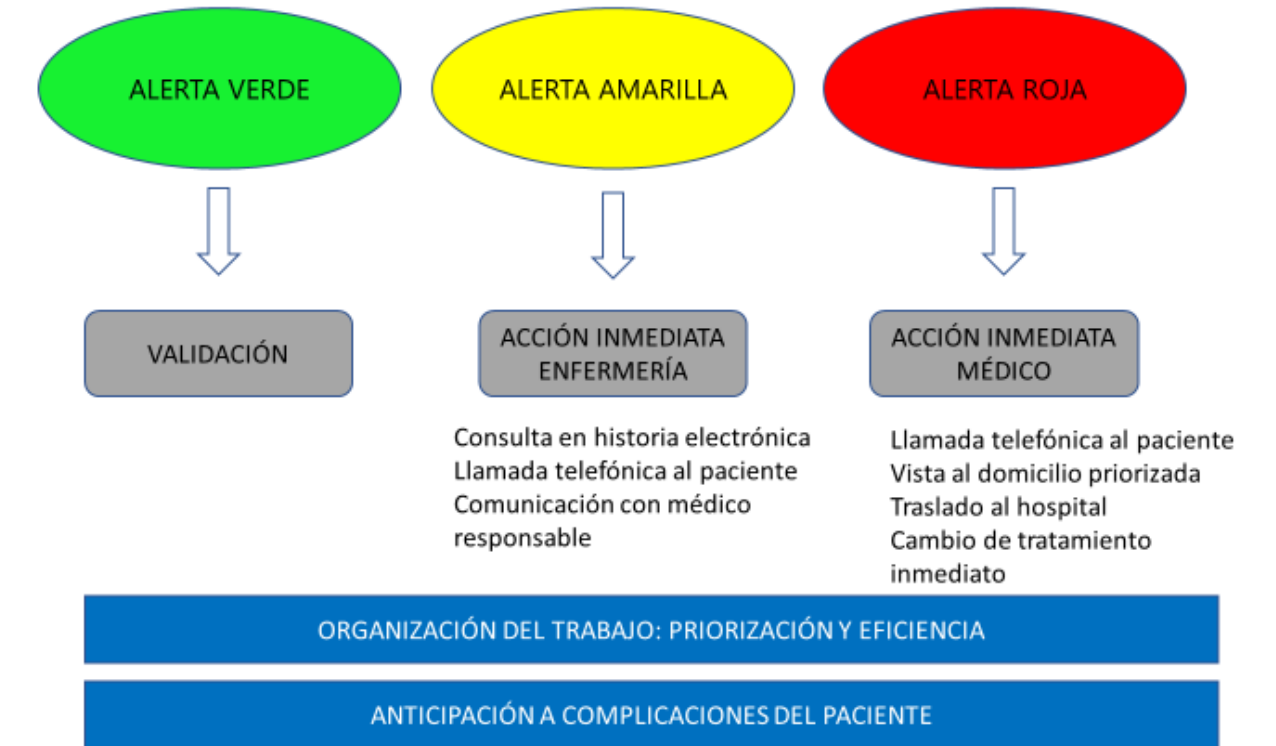 ALERTA VERDE
ALERTA AMARILLA
ALERTA ROJA
VALIDACIÓN
ACCIÓN INMEDIATA
ENFERMERÍA
ACCIÓN INMEDIATA
MÉDICO
Consulta en historia electrónica
Llamada telefónica al paciente
Comunicación con médico
responsable
Llamada telefónica al paciente
Vista al domicilio priorizada
Traslado al hospital
Cambio de tratamiento
inmediato
ORGANIZACIÓN DEL TRABAJO: PRIORIZACIÓN Y EFICIENCIA
ANTICIPACIÓN A COMPLICACIONES DEL PACIENTE